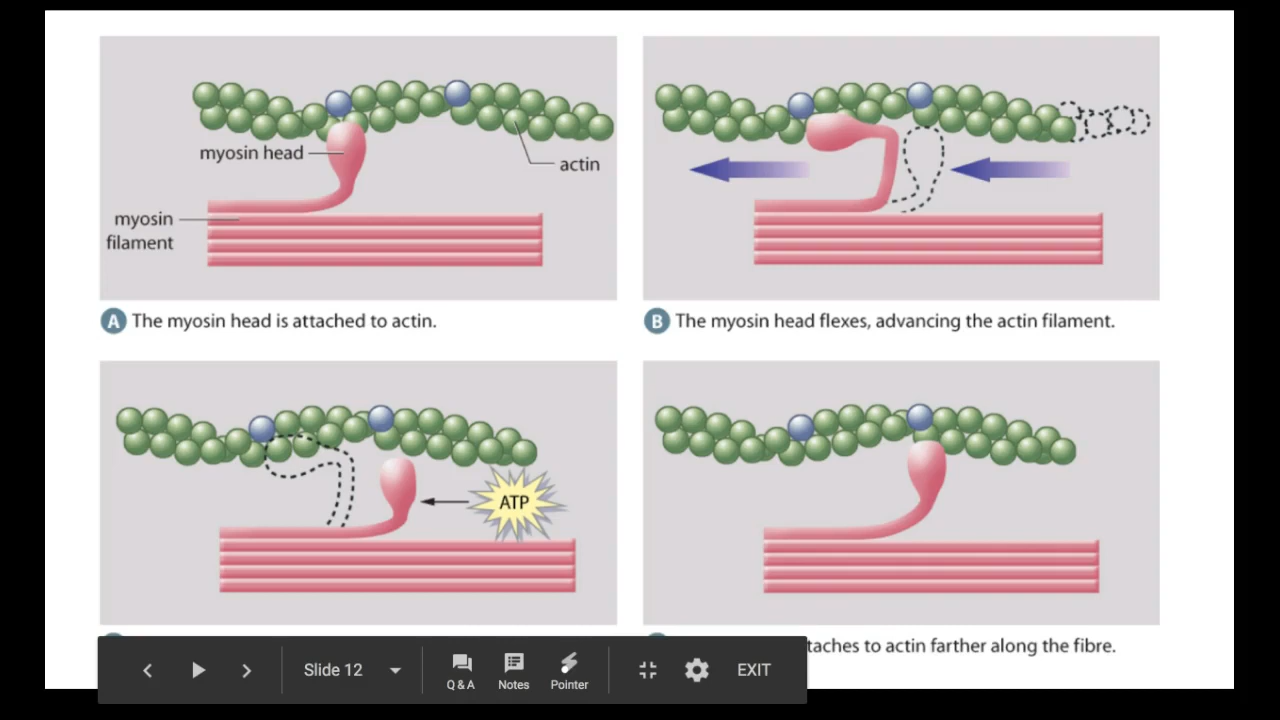 myosin head
actin
myosin
filament
A The myosin head is attached to actin.
B The myosin head flexes, advancing the actin filament.
ATP
taches to actin farther along the fibre.
Slide 12
Q & A
Notes
Pointer
EXIT